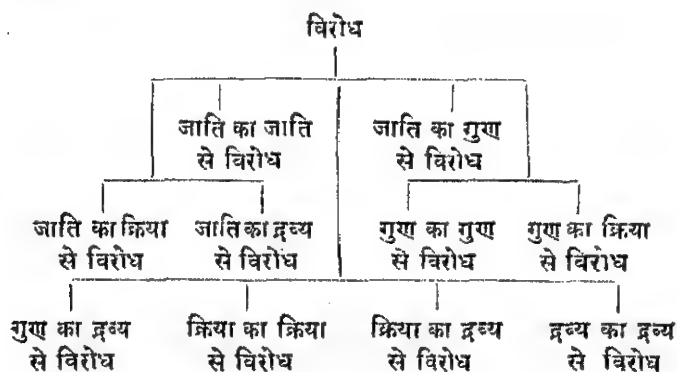 विरोध
जाति का जाति जाति का गुण
से विरोध से विरोध
जाति का क्रिया जाति का द्रव्य गुण का गुण गुण का क्रिया
से विरोध से विरोध से विरोध से विरोध
गुण का द्रव्य क्रिया का क्रिया क्रिया का द्रव्य द्रव्य का द्रव्य
से विरोध से विरोध से विरोध से विरोध